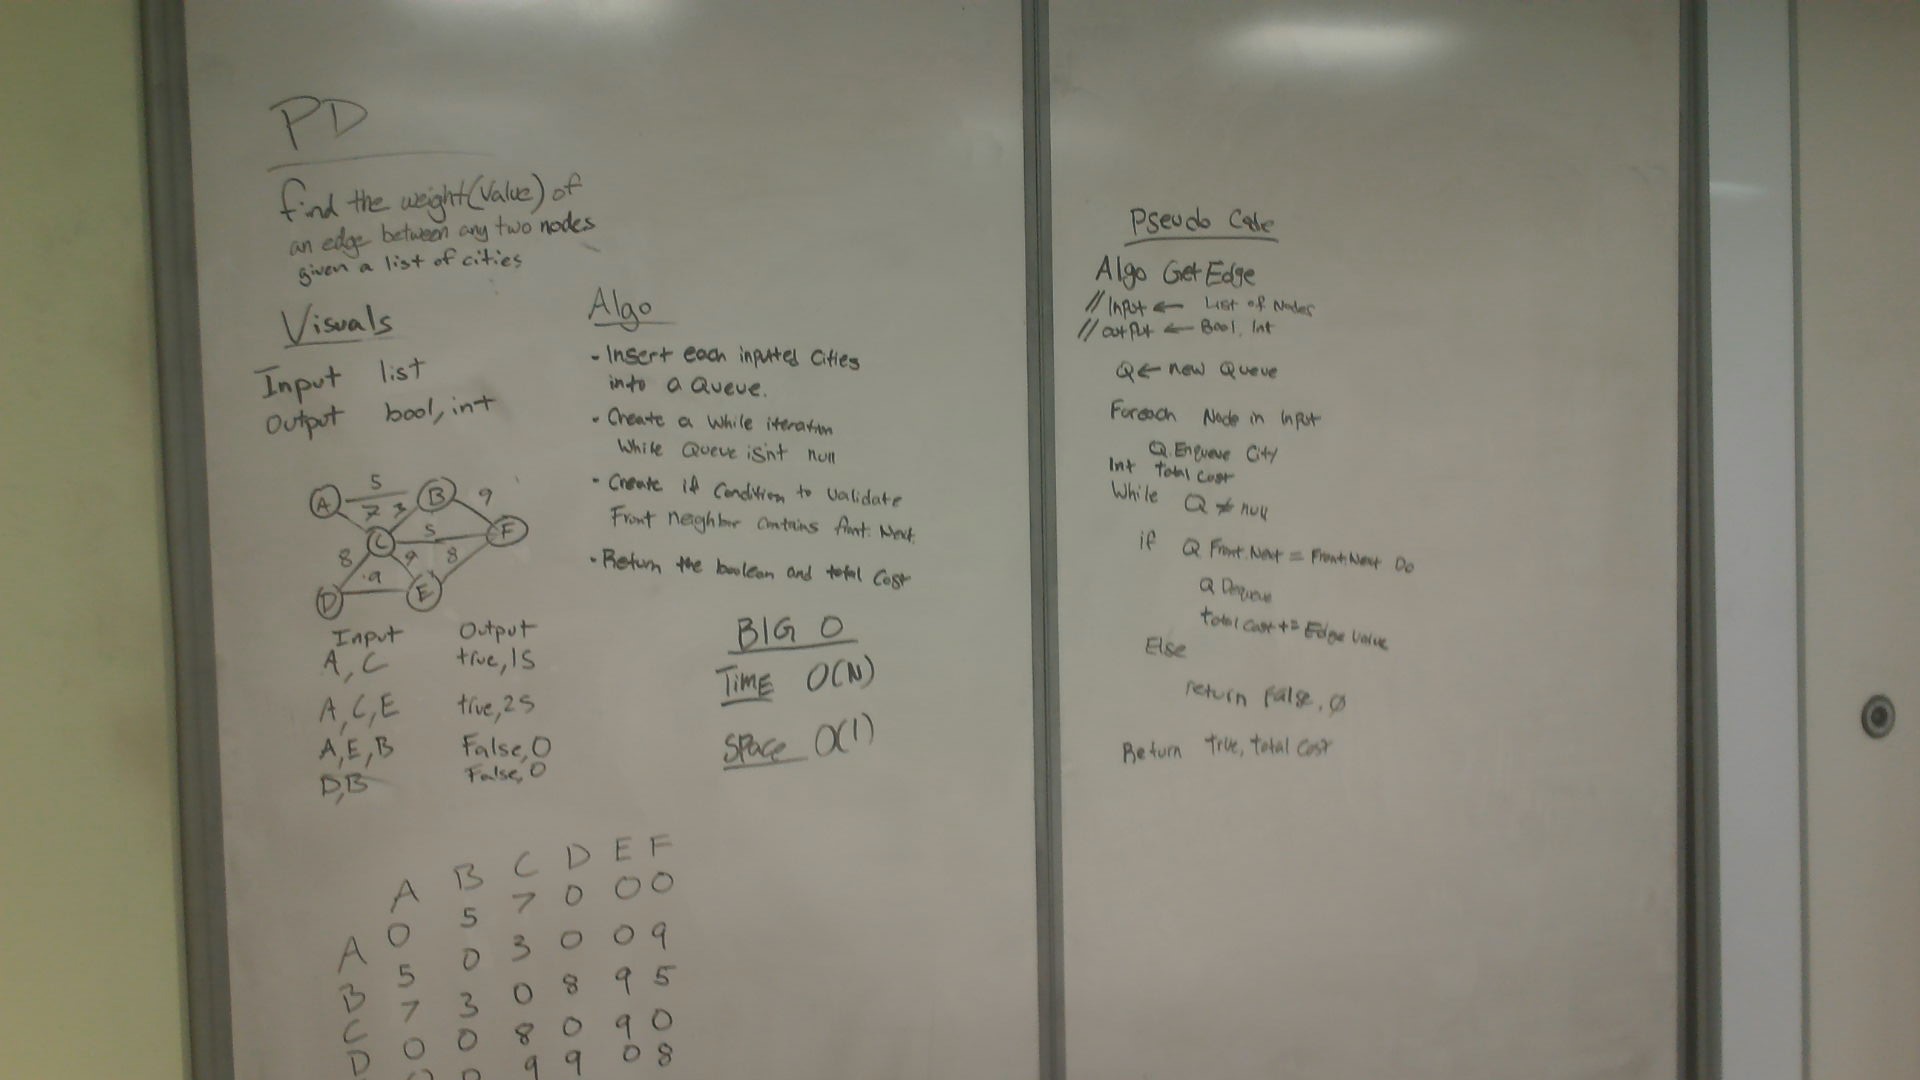 PD
find the weight(value) of
an edge between any two nodes
given a list of cities
Visuals
Input list
Output bool, int
A 5 B 9
7 3
C 5 F
8 9 8
9
D E
Input Output
A, C true, 15
A, C, E true, 25
A, E, B False, 0
D, B False, 0
A B C D E F
A 0 5 7 0 0 0
B 5 0 3 0 0 9
C 7 3 0 8 9 5
D 0 0 8 0 9 0
9 9 0 8
Algo
- Insert each inputted Cities
into a Queue.
- Create a While iteration
While Queue isn't null
- Create if Condition to Validate
Front neighbor contains front. Next
- Return the boolean and total Cost
BIG O
TIME O(N)
SPACE O(1)
Pseudo Code
Algo GetEdge
// Input ← List of Nodes
// output ← Bool, Int
Q ← new Queue
Foreach Node in Input
Q. Enqueue City
Int total cost
While Q ≠ null
if Q Front. Next = Front. Next Do
Q Dequeue
total cost += Edge Value
Else
return False, ∅
Return true, total cost